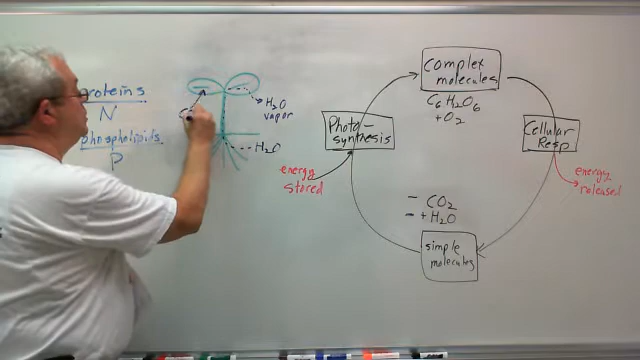 proteins
N
phospholipids
P
C
H₂O
vapor
H₂O
Complex
molecules
C₆H₂O₆
+O₂
Photo-
synthesis
Cellular
Resp
energy
stored
energy
released
- CO₂
- +H₂O
simple
molecules